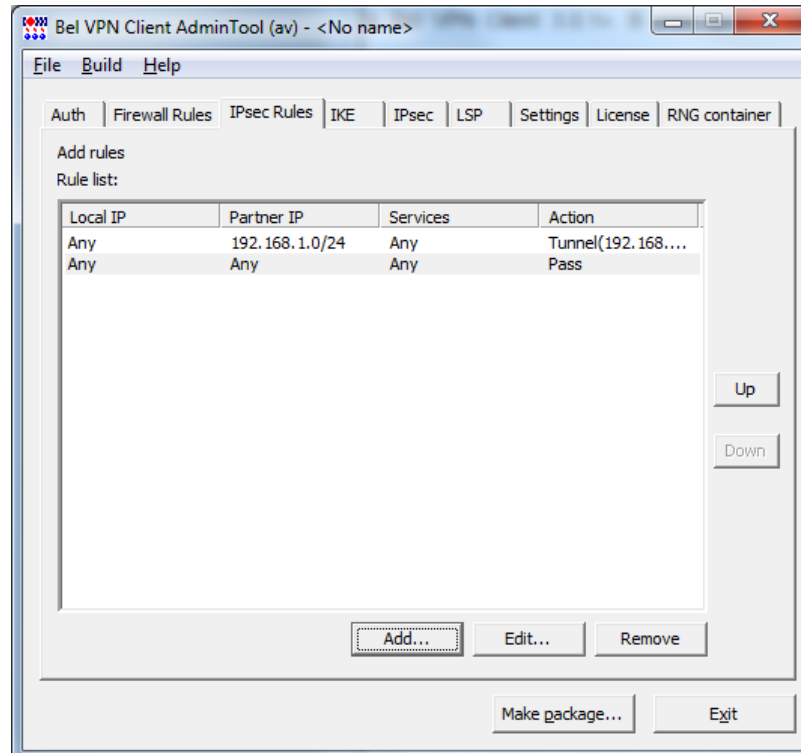 Bel VPN Client AdminTool (av) - <No name>
File Build Help
Auth Firewall Rules IPsec Rules IKE IPsec LSP Settings License RNG container
Add rules
Rule list:
Local IP Partner IP Services Action
Any 192.168.1.0/24 Any Tunnel(192.168....
Any Any Any Pass
Up
Down
Add... Edit... Remove
Make package... Exit